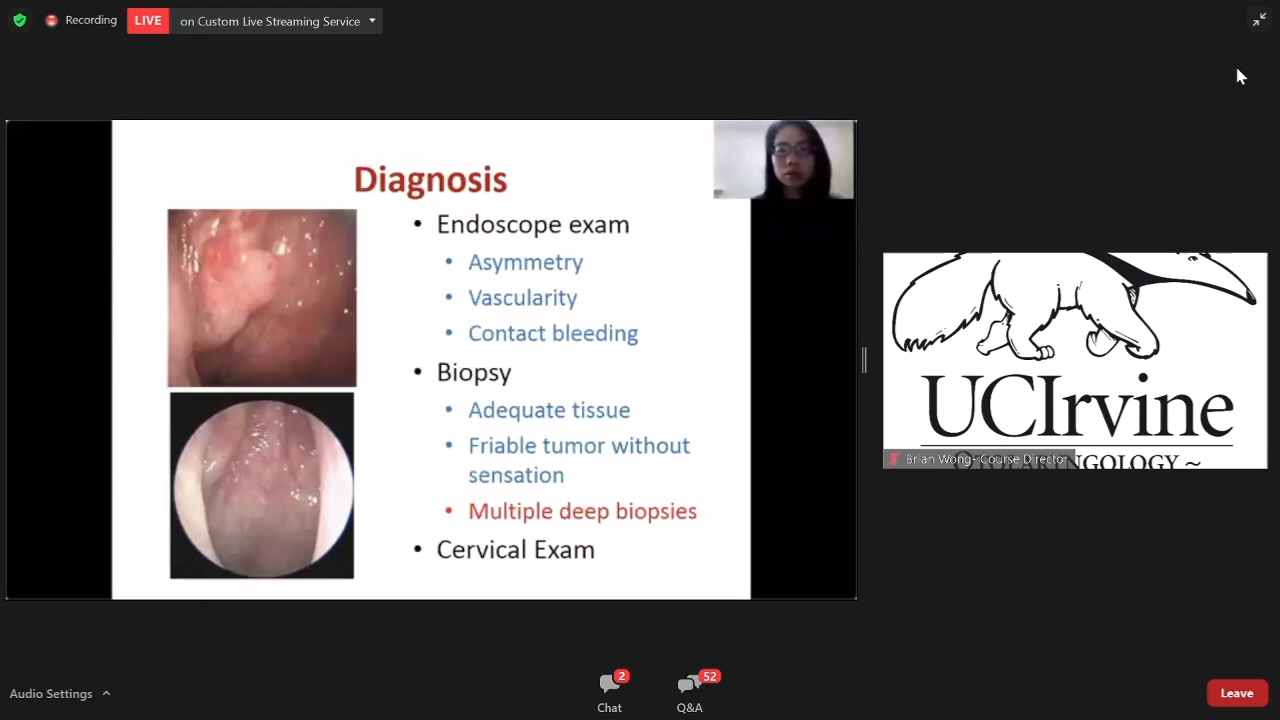 Recording
LIVE
on Custom Live Streaming Service
Diagnosis
• Endoscope exam
• Asymmetry
• Vascularity
• Contact bleeding
• Biopsy
• Adequate tissue
• Friable tumor without
sensation
• Multiple deep biopsies
• Cervical Exam
UCIrvine
Brian Wong- Course Director
Audio Settings
2
Chat
52
Q&A
Leave